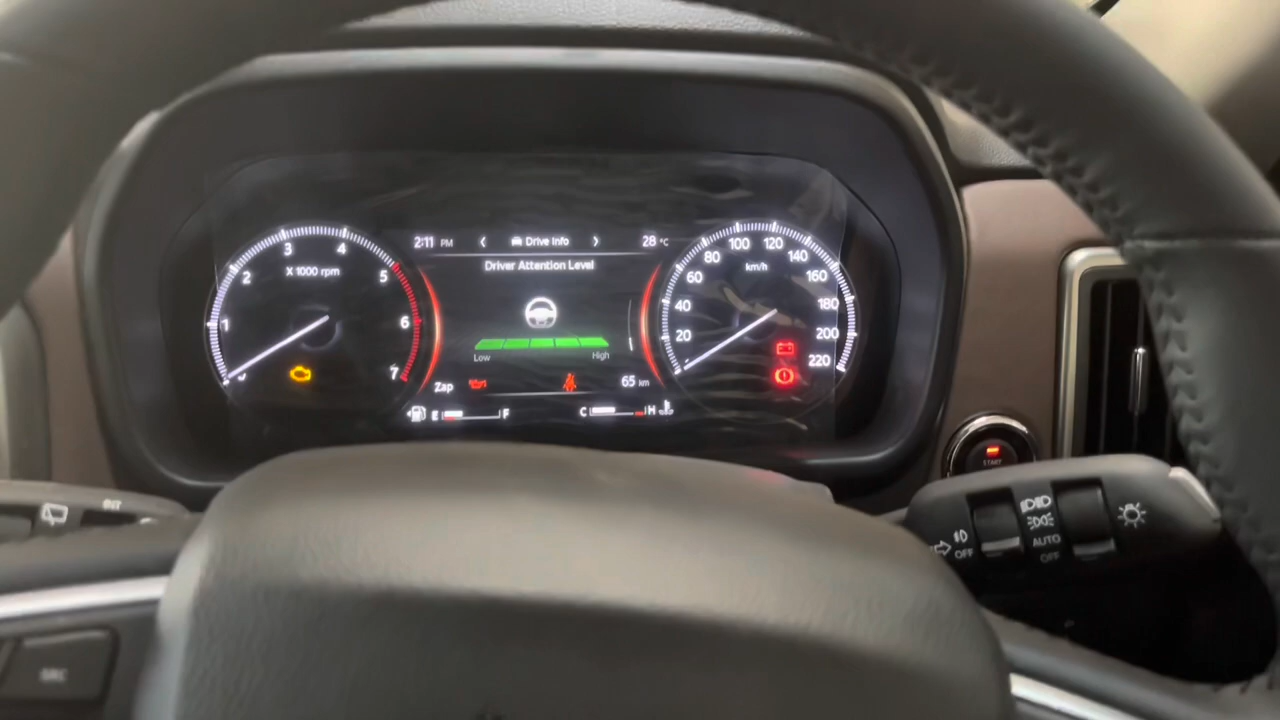 2:11 PM < Drive Info > 28 °C
Driver Attention Level
Low High
Zap 65 km
E F C H
1 2 3 4 5 6 7
X 1000 rpm
20 40 60 80 100 120 140 160 180 200 220
km/h
START
OFF
AUTO
OFF